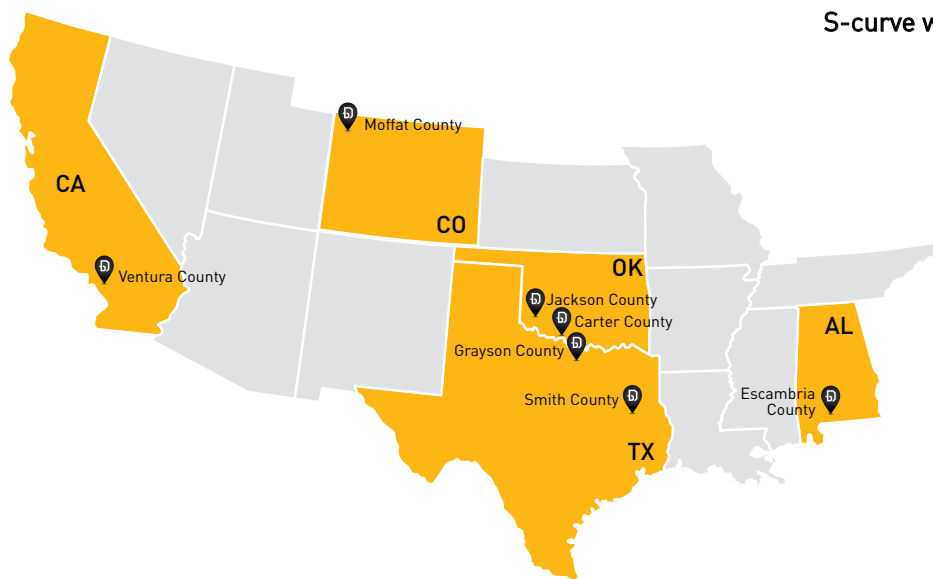 S-curve w
Moffat County
CA
CO
OK
Ventura County
Jackson County
Carter County
AL
Grayson County
Smith County
Escambria
County
TX